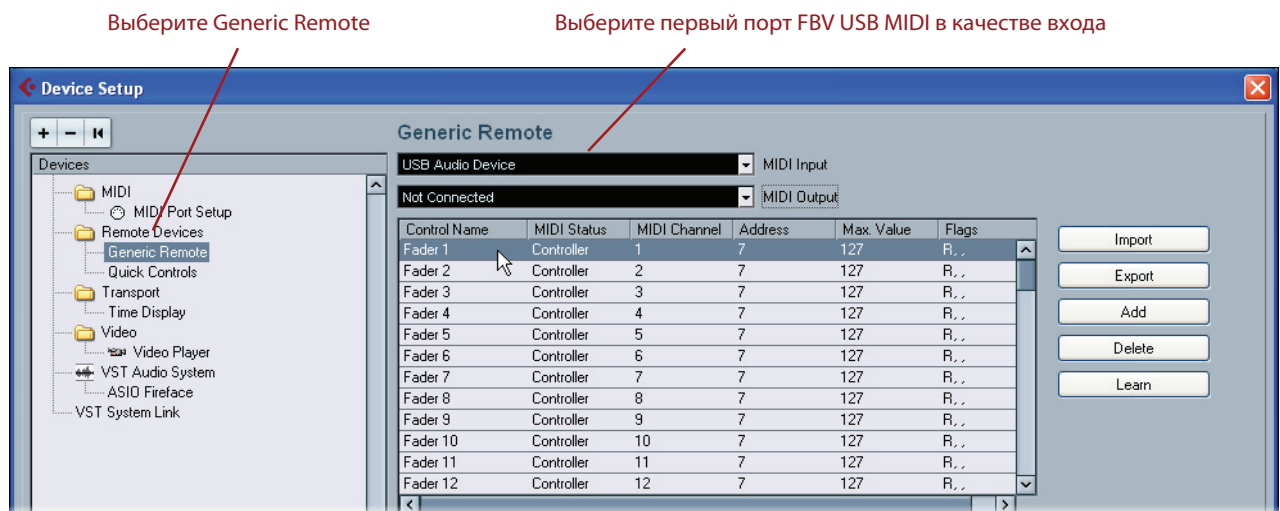 Выберите Generic Remote
Выберите первый порт FBV USB MIDI в качестве входа
Device Setup
Devices
MIDI
MIDI Port Setup
Remote Devices
Generic Remote
Quick Controls
Transport
Time Display
Video
Video Player
VST Audio System
ASIO Fireface
VST System Link
Generic Remote
USB Audio Device MIDI Input
Not Connected MIDI Output
Control Name MIDI Status MIDI Channel Address Max. Value Flags
Fader 1 Controller 1 7 127 R, ,
Fader 2 Controller 2 7 127 R, ,
Fader 3 Controller 3 7 127 R, ,
Fader 4 Controller 4 7 127 R, ,
Fader 5 Controller 5 7 127 R, ,
Fader 6 Controller 6 7 127 R, ,
Fader 7 Controller 7 7 127 R, ,
Fader 8 Controller 8 7 127 R, ,
Fader 9 Controller 9 7 127 R, ,
Fader 10 Controller 10 7 127 R, ,
Fader 11 Controller 11 7 127 R, ,
Fader 12 Controller 12 7 127 R, ,
Import
Export
Add
Delete
Learn